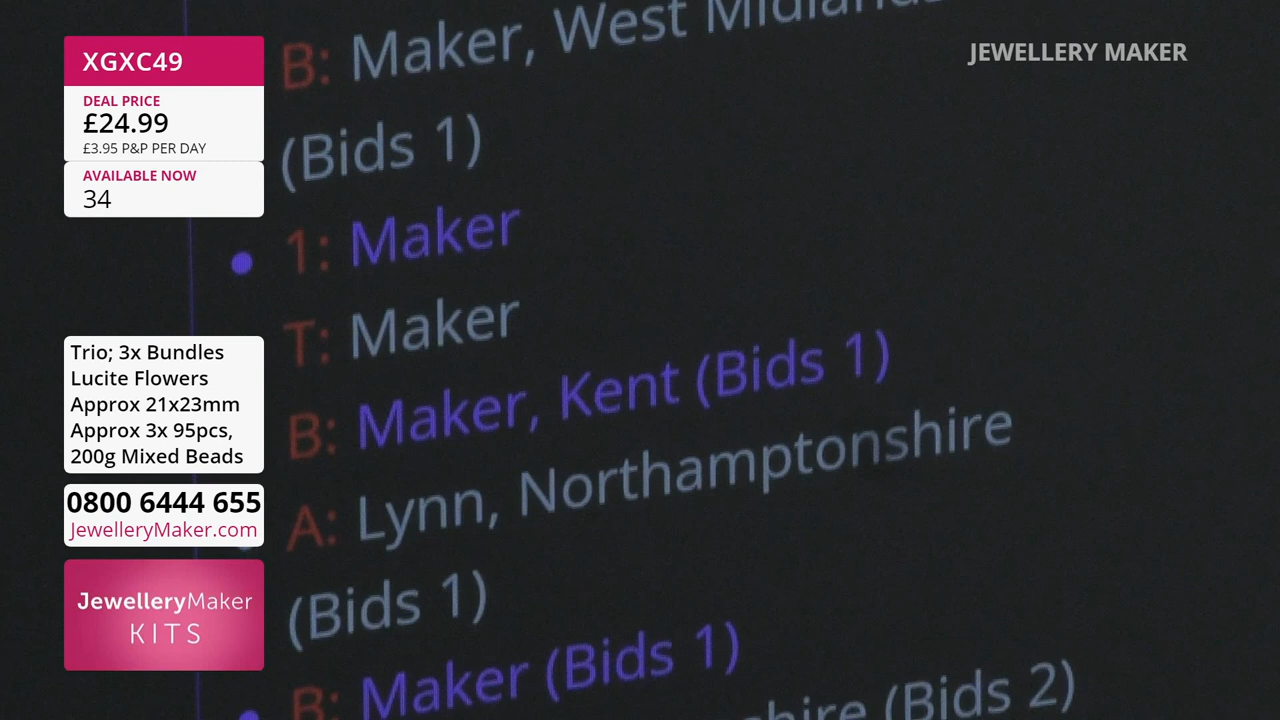 XGXC49
DEAL PRICE
£24.99
£3.95 P&P PER DAY
AVAILABLE NOW
34
Trio; 3x Bundles
Lucite Flowers
Approx 21x23mm
Approx 3x 95pcs,
200g Mixed Beads
0800 6444 655
JewelleryMaker.com
JewelleryMaker
KITS
JEWELLERY MAKER
B: Maker, West Midlands
(Bids 1)
1: Maker
T: Maker
B: Maker, Kent (Bids 1)
A: Lynn, Northamptonshire
(Bids 1)
B: Maker (Bids 1)
hire (Bids 2)